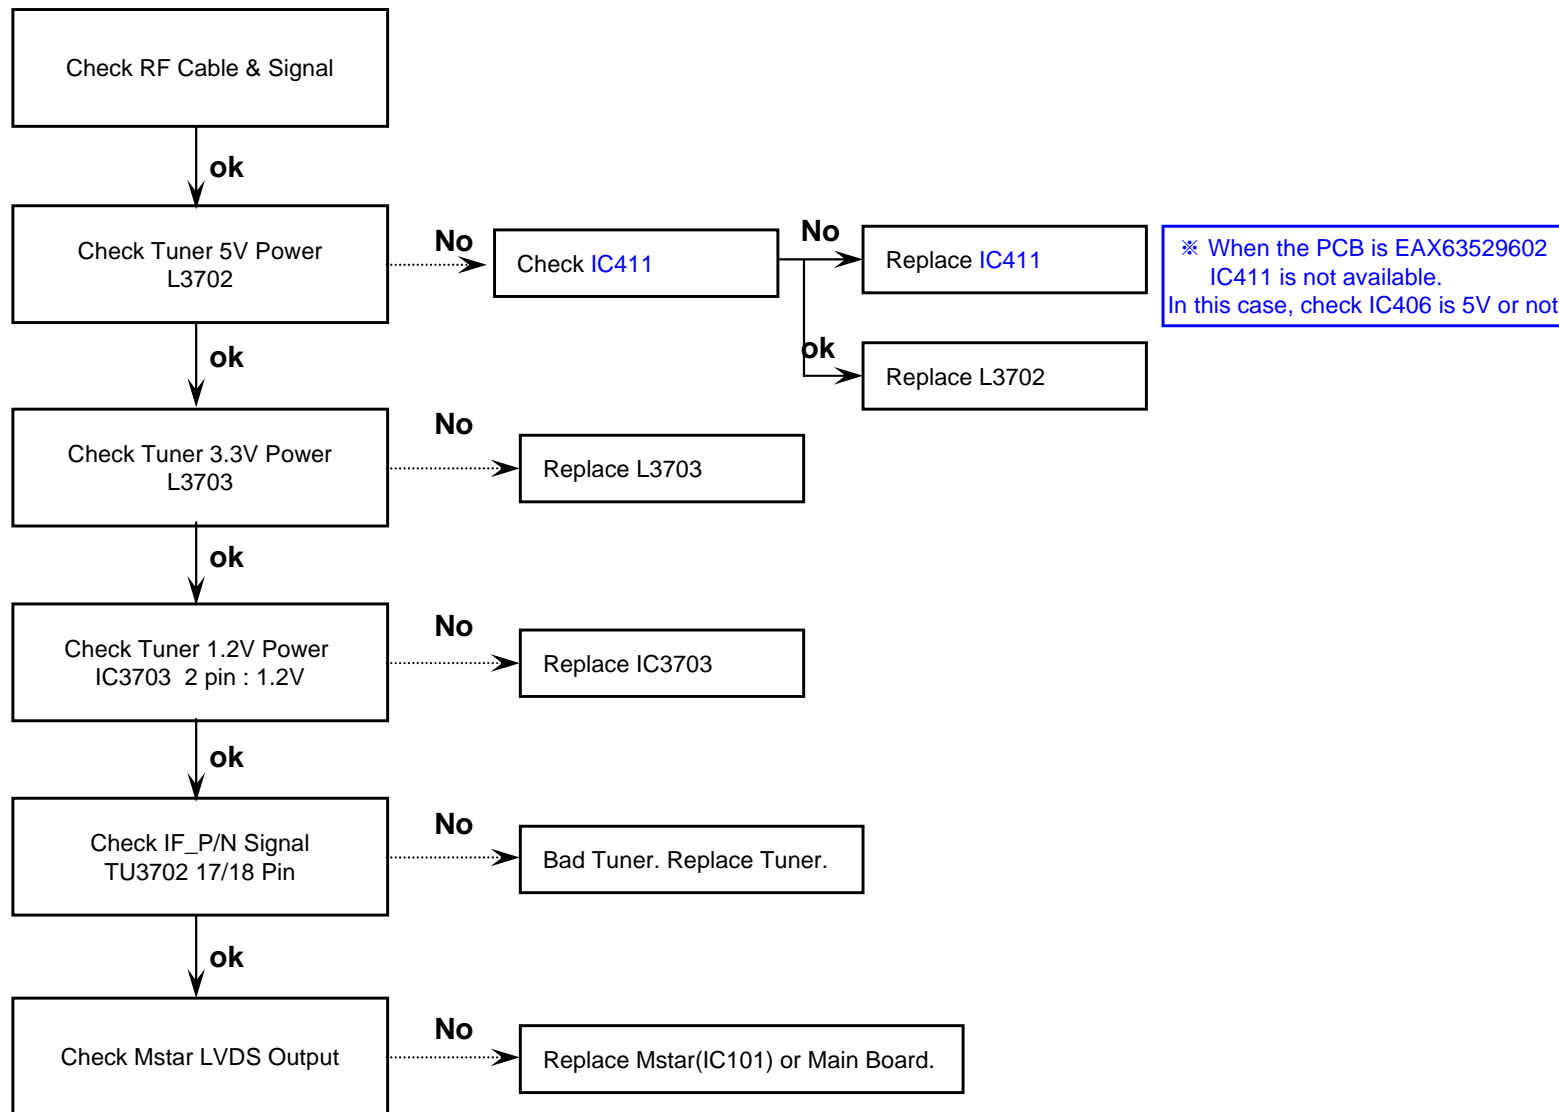 Check RF Cable & Signal
ok
Check Tuner 5V Power
L3702
No
Check IC411
No
Replace IC411
※ When the PCB is EAX63529602
IC411 is not available.
In this case, check IC406 is 5V or not
ok
Replace L3702
ok
Check Tuner 3.3V Power
L3703
No
Replace L3703
ok
Check Tuner 1.2V Power
IC3703 2 pin : 1.2V
No
Replace IC3703
ok
Check IF_P/N Signal
TU3702 17/18 Pin
No
Bad Tuner. Replace Tuner.
ok
Check Mstar LVDS Output
No
Replace Mstar(IC101) or Main Board.